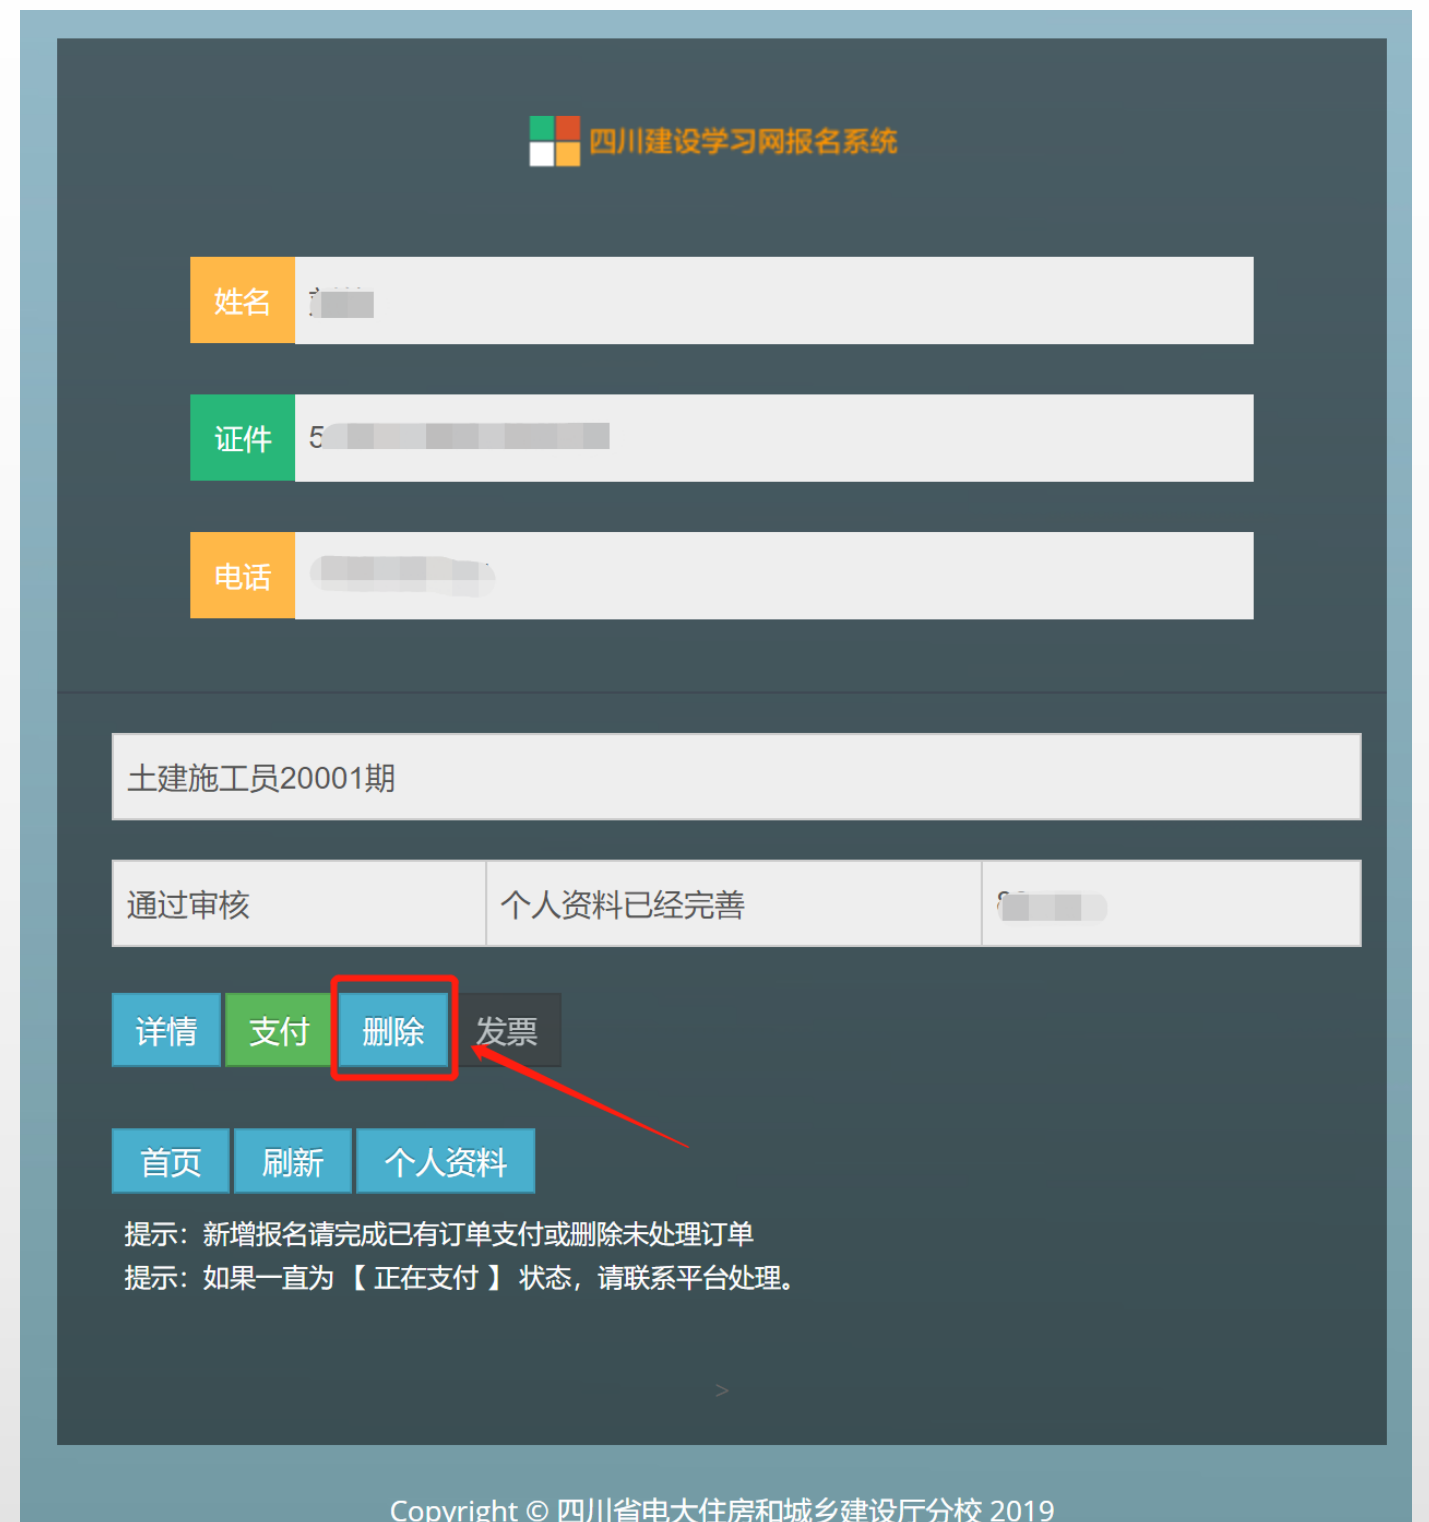 四川建设学习网报名系统
姓名
证件 5
电话
土建施工员20001期
通过审核 个人资料已经完善
详情 支付 删除 发票
首页 刷新 个人资料
提示：新增报名请完成已有订单支付或删除未处理订单
提示：如果一直为 【 正在支付 】 状态，请联系平台处理。
>
Copyright © 四川省电大住房和城乡建设厅分校 2019